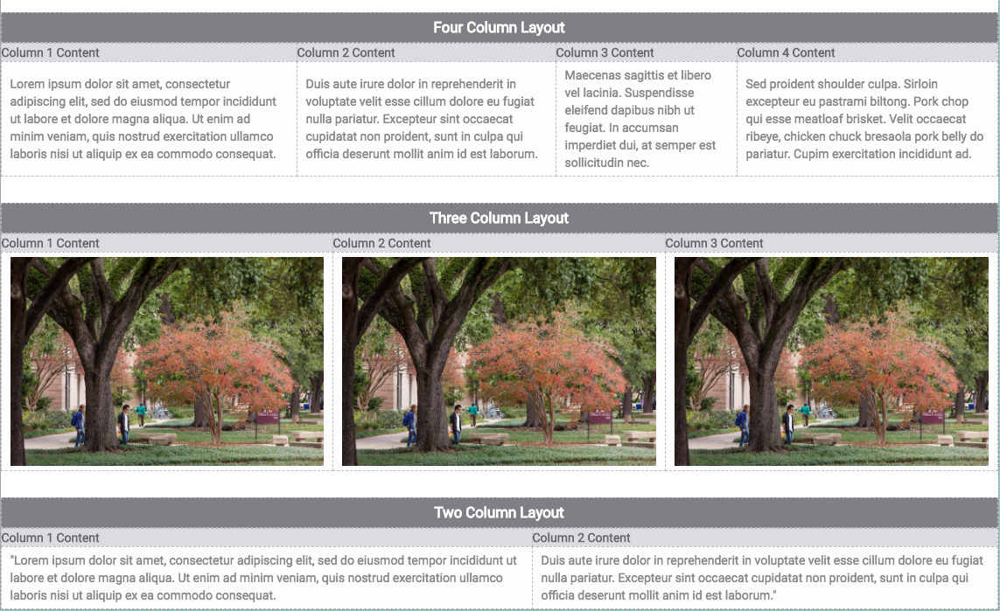 Four Column Layout
Column 1 Content
Column 2 Content
Column 3 Content
Column 4 Content
Lorem ipsum dolor sit amet, consectetur
adipiscing elit, sed do eiusmod tempor incididunt
ut labore et dolore magna aliqua. Ut enim ad
minim veniam, quis nostrud exercitation ullamco
laboris nisi ut aliquip ex ea commodo consequat.
Duis aute irure dolor in reprehenderit in
voluptate velit esse cillum dolore eu fugiat
nulla pariatur. Excepteur sint occaecat
cupidatat non proident, sunt in culpa qui
officia deserunt mollit anim id est laborum.
Maecenas sagittis et libero
vel lacinia. Suspendisse
eleifend dapibus nibh ut
feugiat. In accumsan
imperdiet dui, at semper est
sollicitudin nec.
Sed proident shoulder culpa. Sirloin
excepteur eu pastrami biltong. Pork chop
qui esse meatloaf brisket. Velit occaecat
ribeye, chicken chuck bresaola pork belly do
pariatur. Cupim exercitation incididunt ad.
Three Column Layout
Column 1 Content
Column 2 Content
Column 3 Content
Two Column Layout
Column 1 Content
Column 2 Content
"Lorem ipsum dolor sit amet, consectetur adipiscing elit, sed do eiusmod tempor incididunt ut
labore et dolore magna aliqua. Ut enim ad minim veniam, quis nostrud exercitation ullamco
laboris nisi ut aliquip ex ea commodo consequat.
Duis aute irure dolor in reprehenderit in voluptate velit esse cillum dolore eu fugiat
nulla pariatur. Excepteur sint occaecat cupidatat non proident, sunt in culpa qui
officia deserunt mollit anim id est laborum."